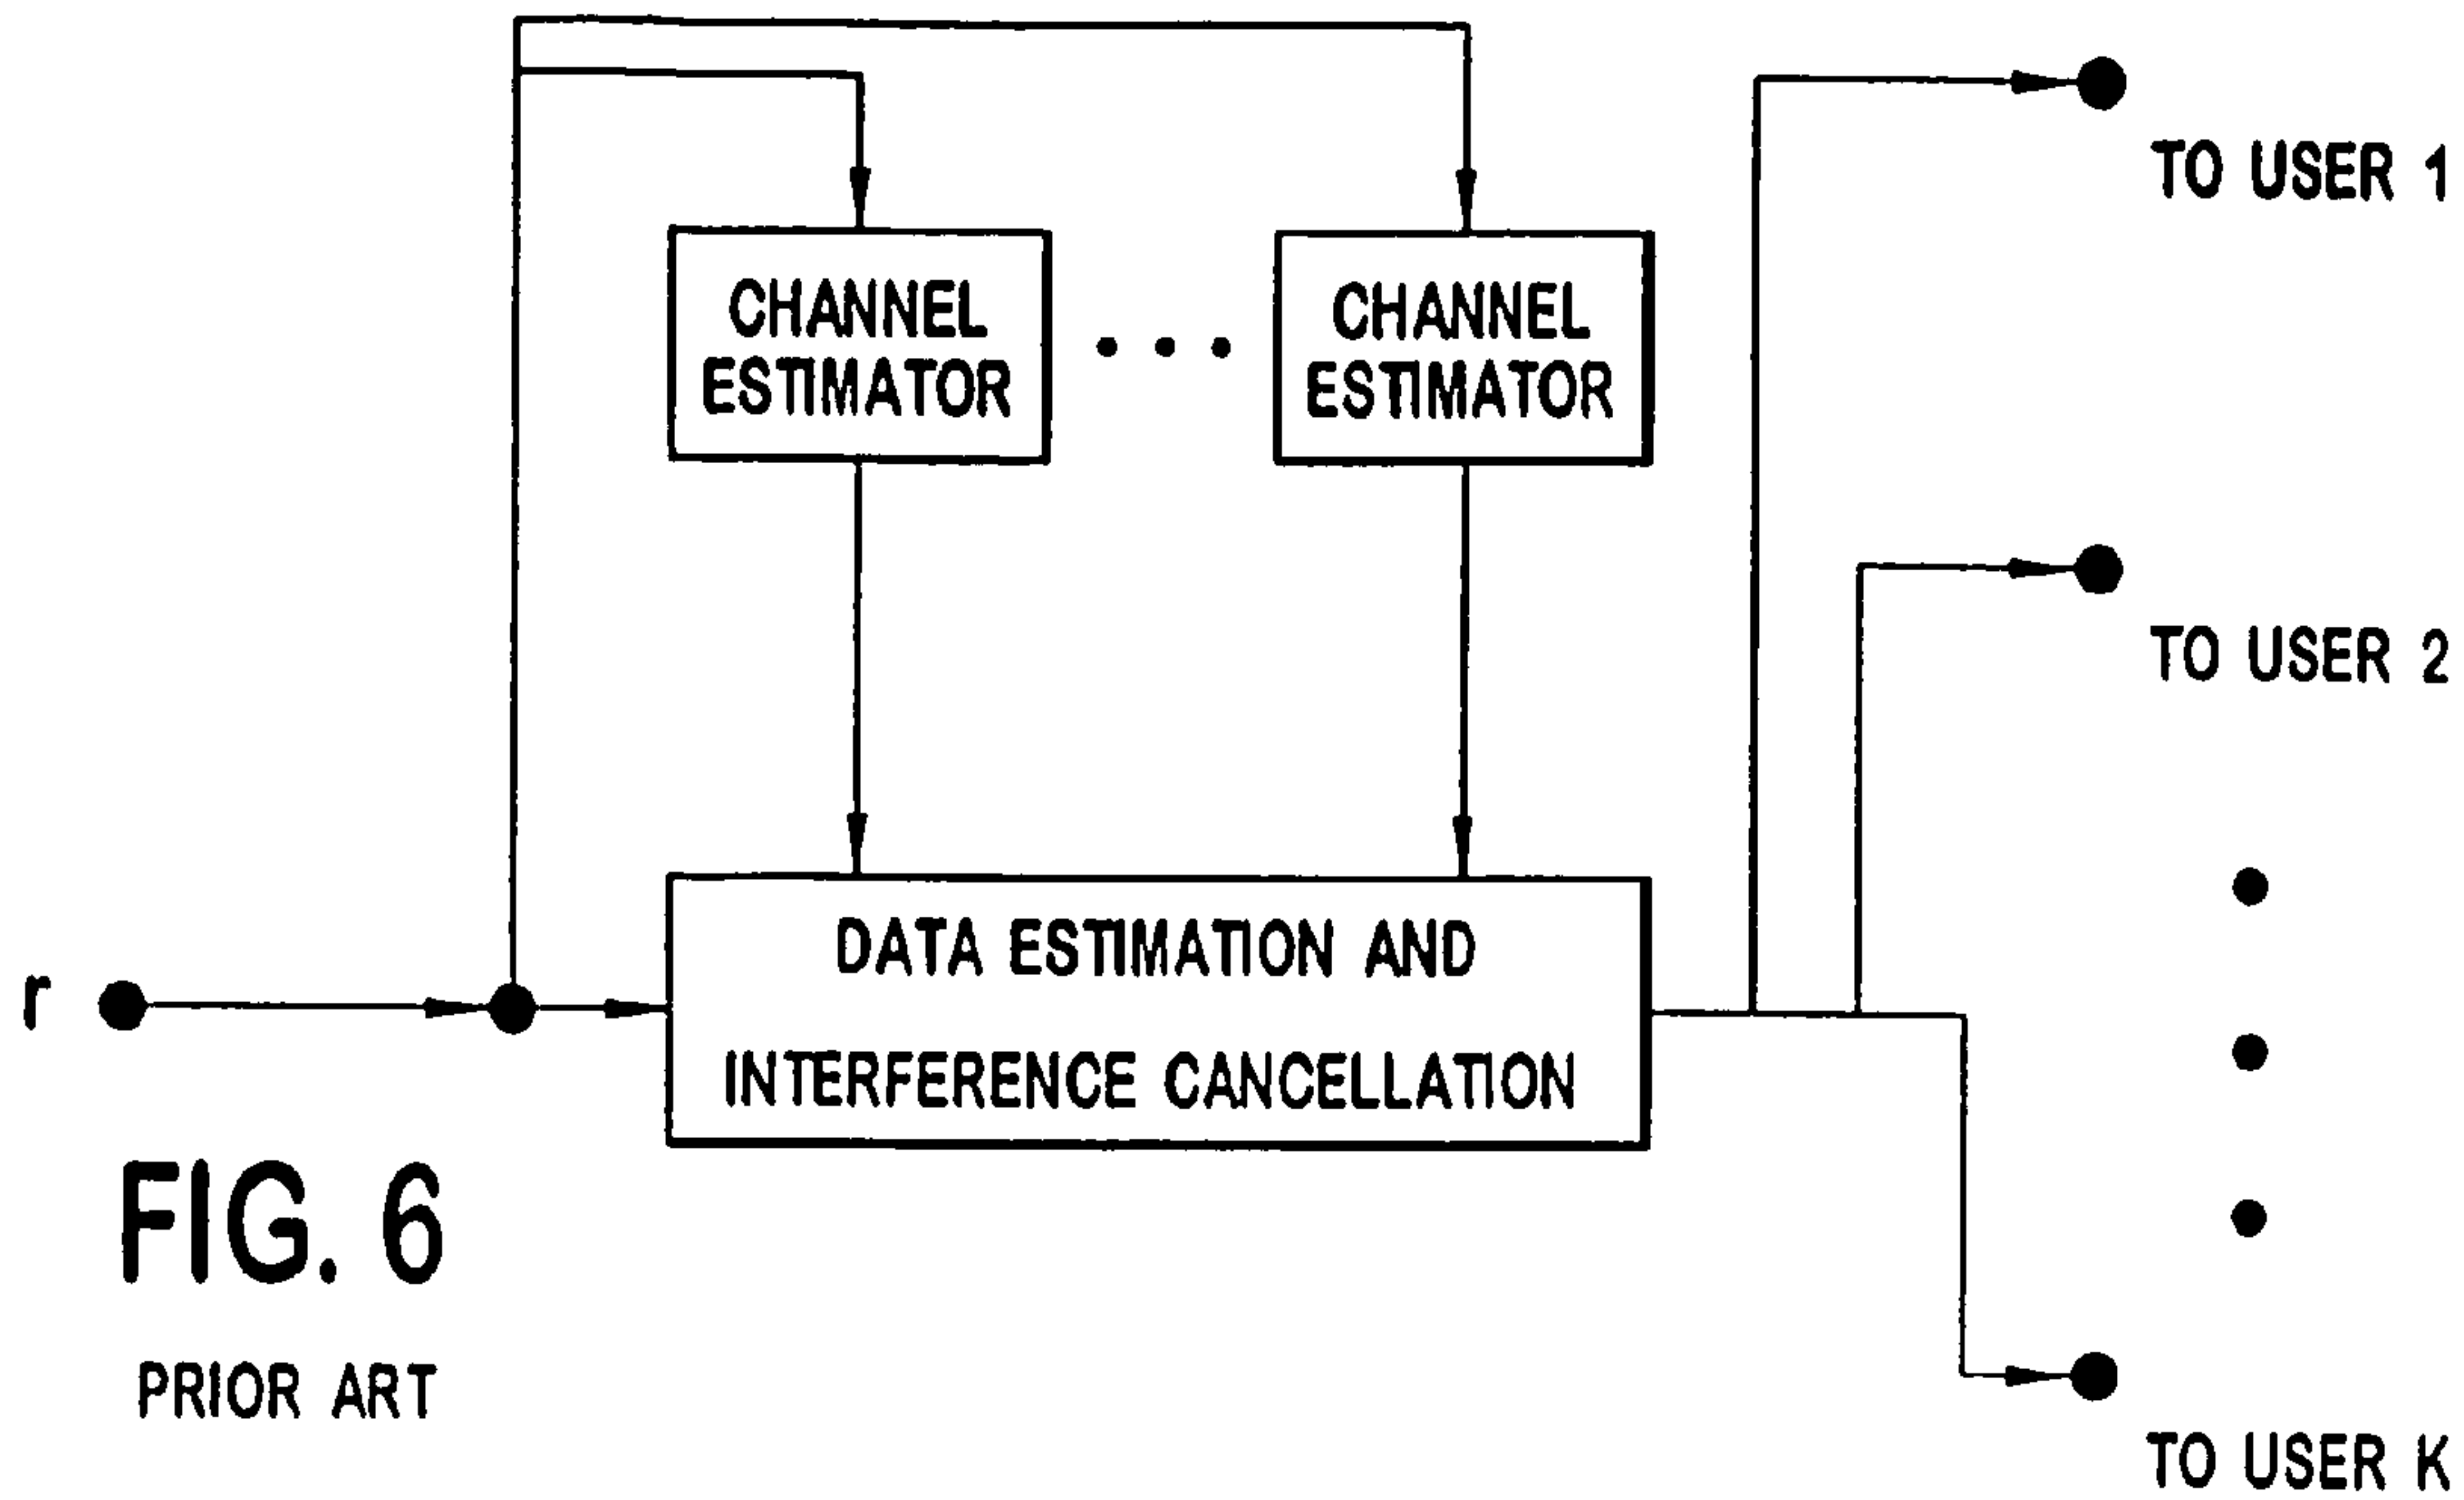 TO USER 1
CHANNEL
ESTIMATOR
CHANNEL
ESTIMATOR
TO USER 2
DATA ESTIMATION AND
INTERFERENCE CANCELLATION
r
FIG. 6
PRIOR ART
TO USER K